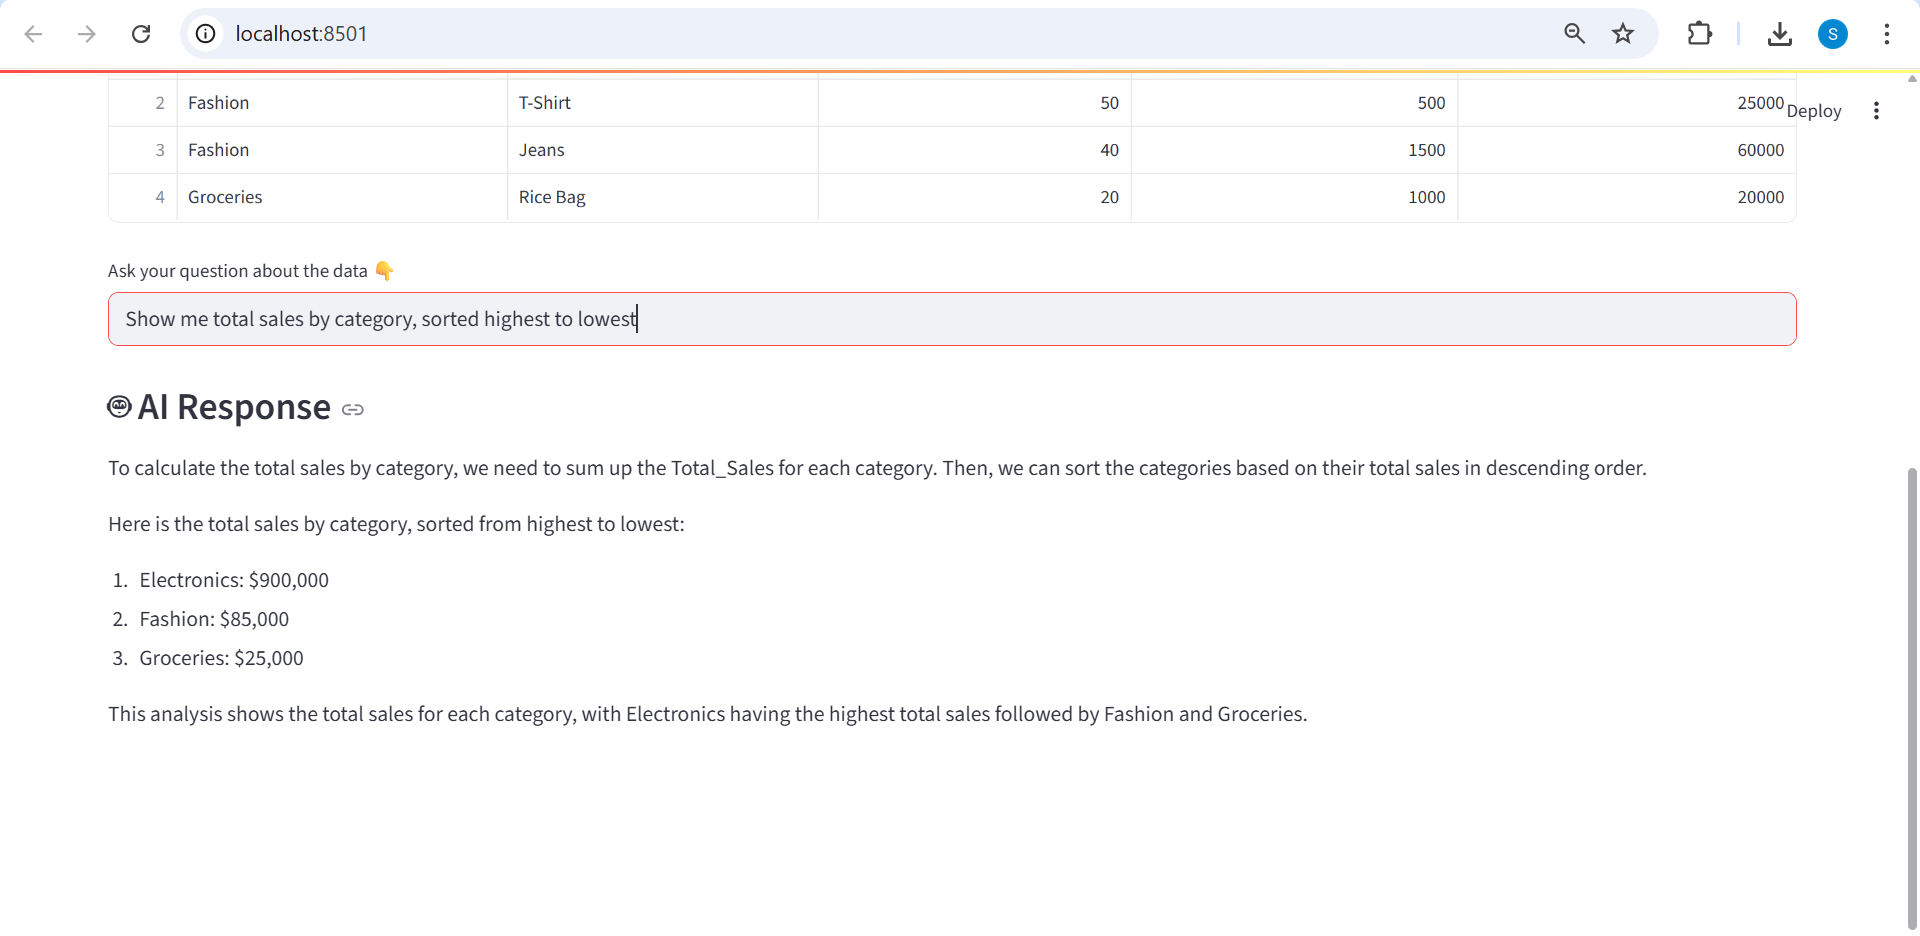 localhost:8501
S
2 Fashion T-Shirt 50 500 25000
Deploy
3 Fashion Jeans 40 1500 60000
4 Groceries Rice Bag 20 1000 20000
Ask your question about the data 👇
Show me total sales by category, sorted highest to lowest
AI Response
To calculate the total sales by category, we need to sum up the Total_Sales for each category. Then, we can sort the categories based on their total sales in descending order.
Here is the total sales by category, sorted from highest to lowest:
1. Electronics: $900,000
2. Fashion: $85,000
3. Groceries: $25,000
This analysis shows the total sales for each category, with Electronics having the highest total sales followed by Fashion and Groceries.